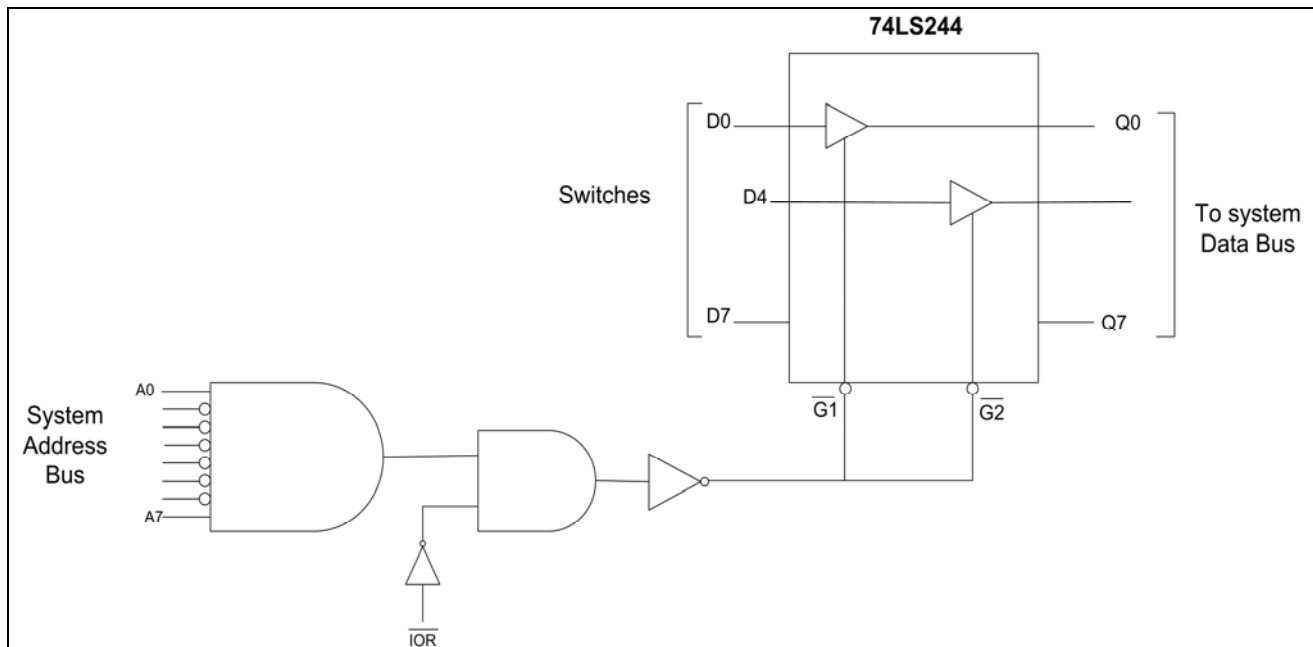 74LS244
D0
Q0
Switches
D4
To system
Data Bus
D7
Q7
A0
G1
G2
System
Address
Bus
A7
IOR